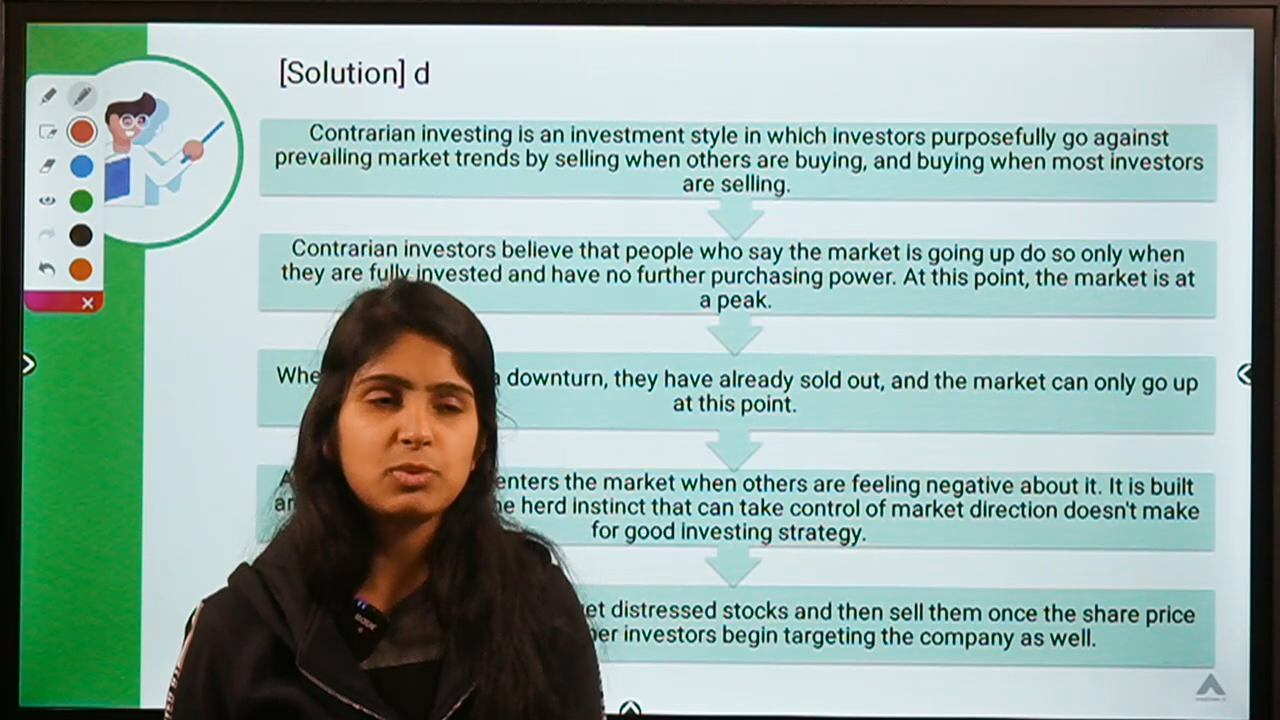 [Solution] d
Contrarian investing is an investment style in which investors purposefully go against
prevailing market trends by selling when others are buying, and buying when most investors
are selling.
Contrarian investors believe that people who say the market is going up do so only when
they are fully invested and have no further purchasing power. At this point, the market is at
a peak.
downturn, they have already sold out, and the market can only go up
at this point.
enters the market when others are feeling negative about it. It is built
herd instinct that can take control of market direction doesn't make
for good investing strategy.
distressed stocks and then sell them once the share price
investors begin targeting the company as well.